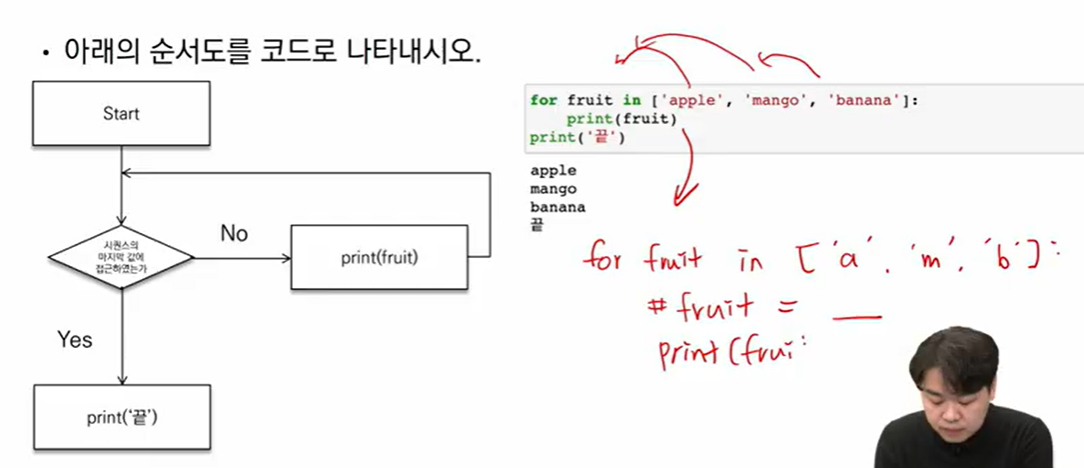 • 아래의 순서도를 코드로 나타내시오.
Start
시퀀스의
마지막 값에
접근하였는가
No
print(fruit)
Yes
print('끝')
for fruit in ['apple', 'mango', 'banana']:
print(fruit)
print('끝')
apple
mango
banana
끝
for fruit in ['a', 'm', 'b']:
# fruit = __
print(frui